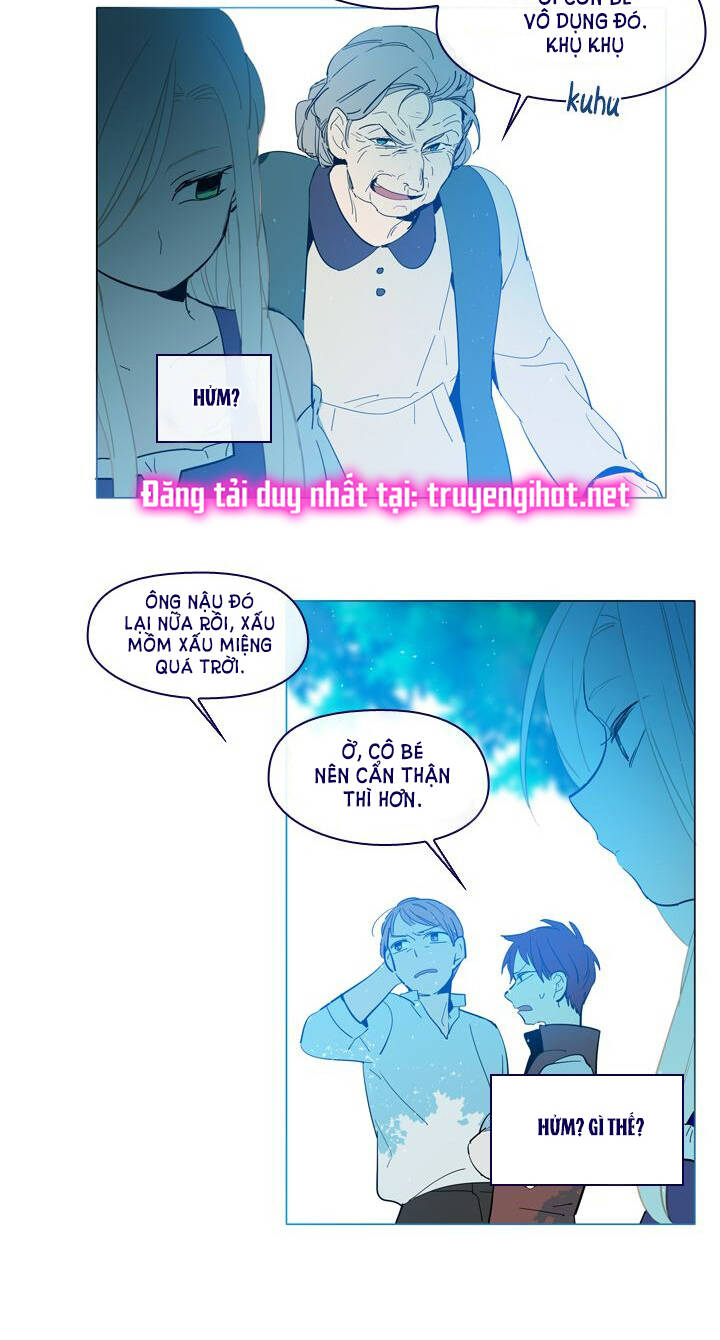 VÔ DỤNG ĐÓ.
KHỤ KHỤ
kuhu
HỬM?
Đăng tải duy nhất tại: truyengihot.net
ÔNG NẬU ĐÓ
LẠI NỮA RỒI, XẤU
MỒM XẤU MIỆNG
QUÁ TRỜI.
Ờ, CÔ BÉ
NÊN CẨN THẬN
THÌ HƠN.
HỬM? GÌ THẾ?